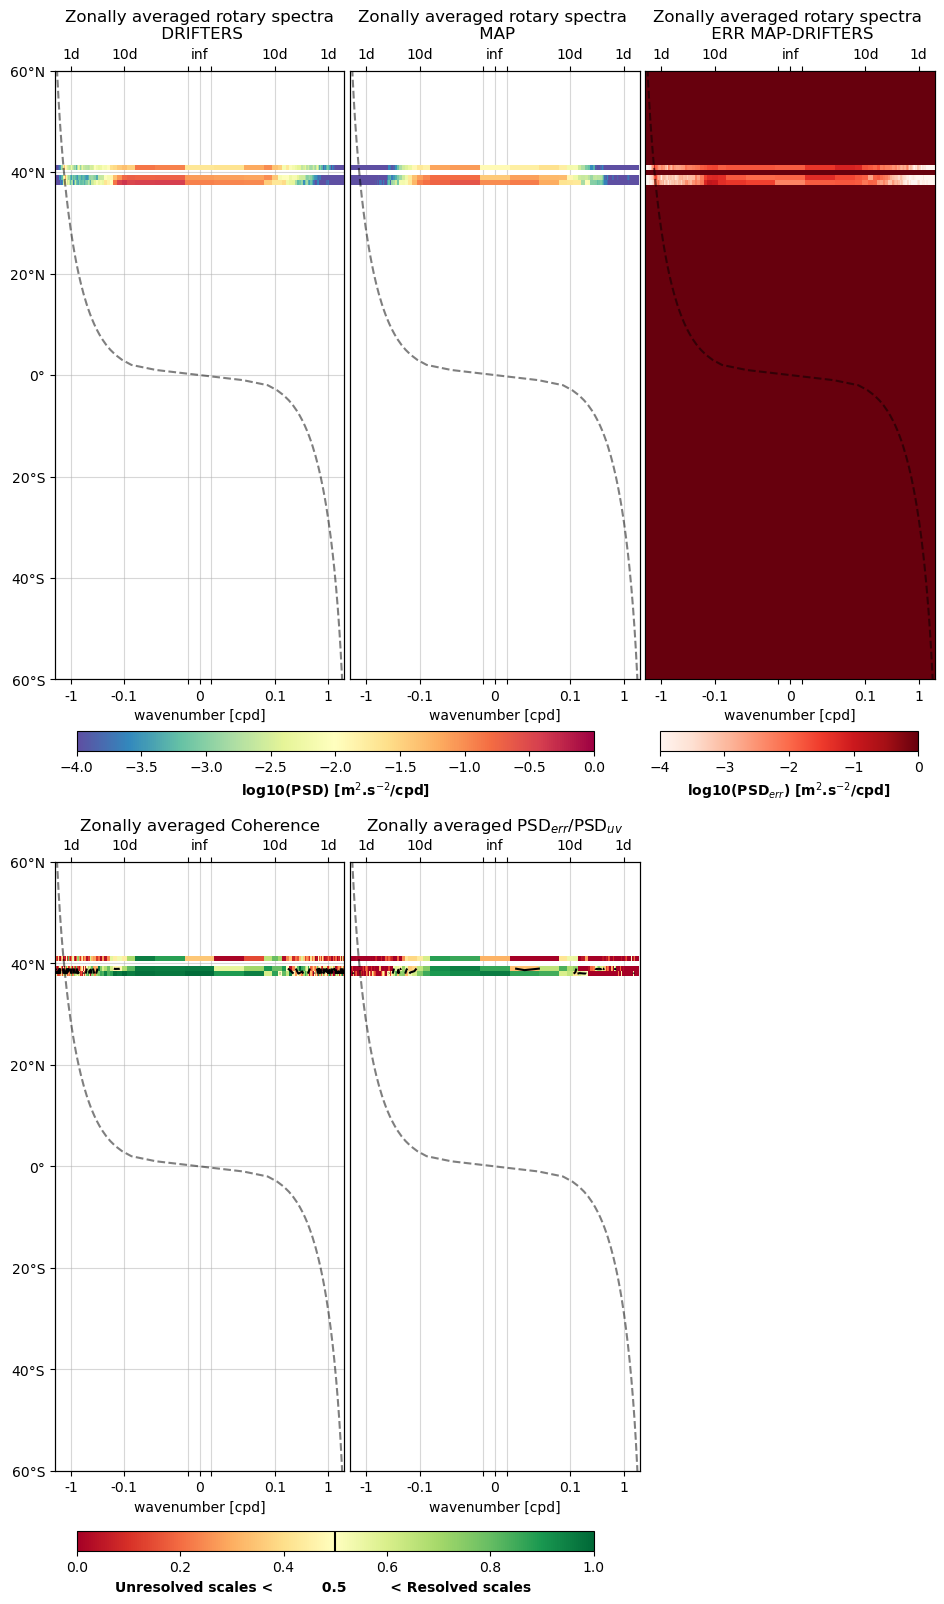 Zonally averaged rotary spectra
DRIFTERS
Zonally averaged rotary spectra
MAP
Zonally averaged rotary spectra
ERR MAP-DRIFTERS
1d 10d inf 10d 1d
1d 10d inf 10d 1d
1d 10d inf 10d 1d
60°N
40°N
20°N
0°
20°S
40°S
60°S
-1 -0.1 0 0.1 1
-1 -0.1 0 0.1 1
-1 -0.1 0 0.1 1
wavenumber [cpd]
wavenumber [cpd]
wavenumber [cpd]
−4.0 −3.5 −3.0 −2.5 −2.0 −1.5 −1.0 −0.5 0.0
log10(PSD) [m².s⁻²/cpd]
−4 −3 −2 −1 0
log10(PSD_err) [m².s⁻²/cpd]
Zonally averaged Coherence
Zonally averaged PSD_err/PSD_uv
1d 10d inf 10d 1d
1d 10d inf 10d 1d
60°N
40°N
20°N
0°
20°S
40°S
60°S
-1 -0.1 0 0.1 1
-1 -0.1 0 0.1 1
wavenumber [cpd]
wavenumber [cpd]
0.0 0.2 0.4 0.6 0.8 1.0
Unresolved scales < 0.5 < Resolved scales